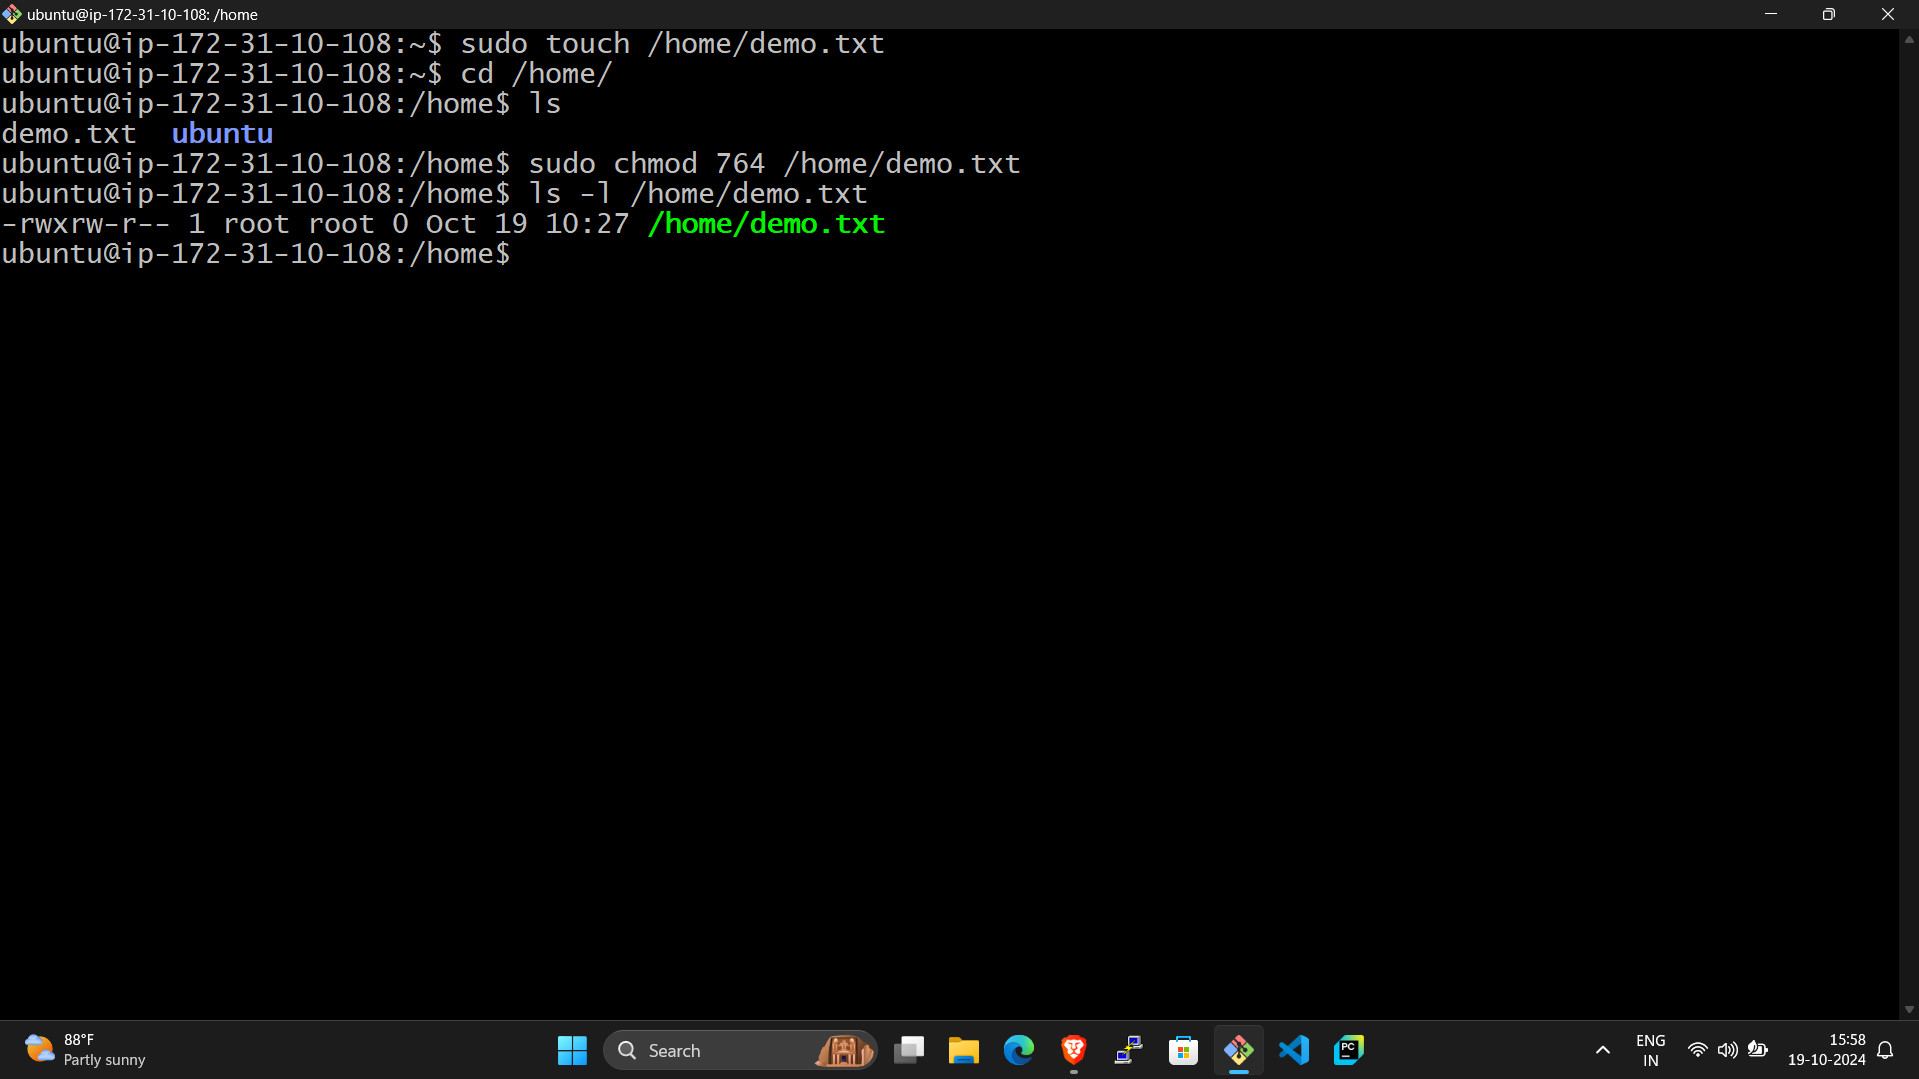 ubuntu@ip-172-31-10-108: /home
ubuntu@ip-172-31-10-108:~$ sudo touch /home/demo.txt
ubuntu@ip-172-31-10-108:~$ cd /home/
ubuntu@ip-172-31-10-108:/home$ ls
demo.txt  ubuntu
ubuntu@ip-172-31-10-108:/home$ sudo chmod 764 /home/demo.txt
ubuntu@ip-172-31-10-108:/home$ ls -l /home/demo.txt
-rwxrw-r-- 1 root root 0 Oct 19 10:27 /home/demo.txt
ubuntu@ip-172-31-10-108:/home$
88°F
Partly sunny
Search
PC
ENG
IN
15:58
19-10-2024